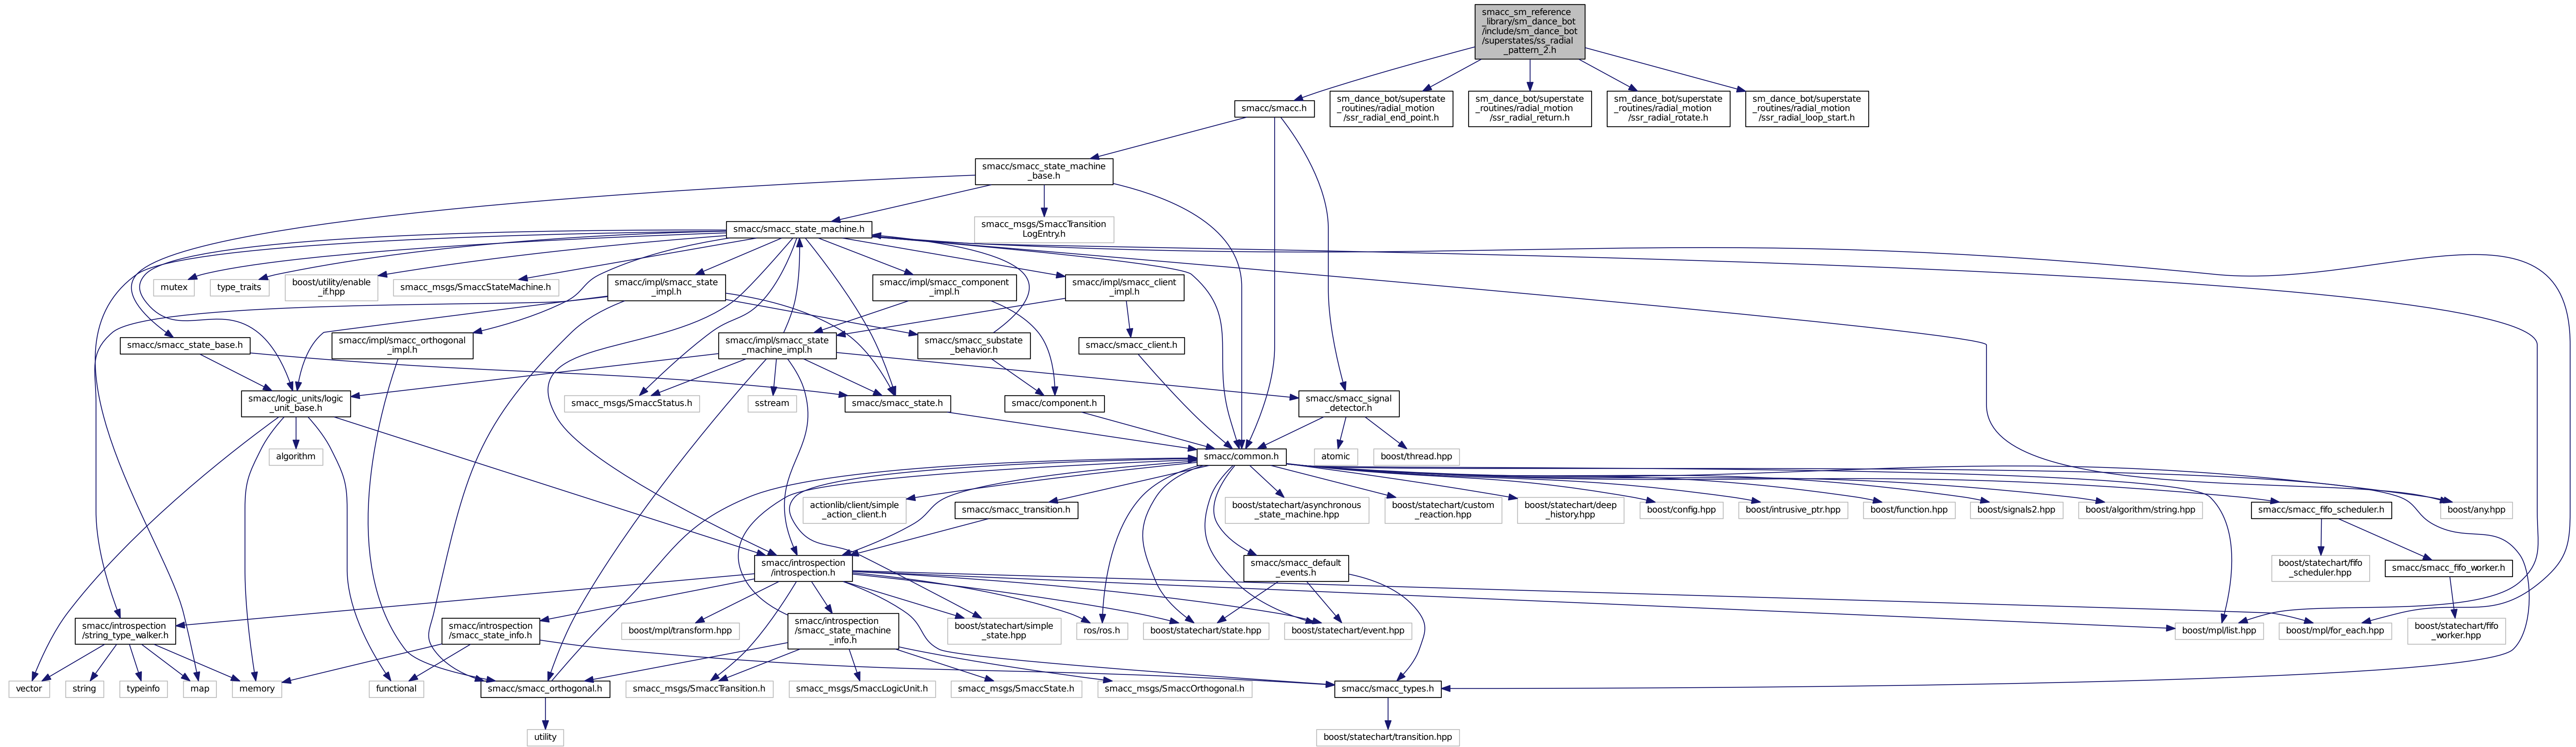 smacc_sm_reference
_library/sm_dance_bot
/include/sm_dance_bot
/superstates/ss_radial
_pattern_2.h
smacc/smacc.h
sm_dance_bot/superstate
_routines/radial_motion
/ssr_radial_end_point.h
sm_dance_bot/superstate
_routines/radial_motion
/ssr_radial_return.h
sm_dance_bot/superstate
_routines/radial_motion
/ssr_radial_rotate.h
sm_dance_bot/superstate
_routines/radial_motion
/ssr_radial_loop_start.h
smacc/smacc_state_machine
_base.h
smacc/smacc_state_machine.h
smacc_msgs/SmaccTransition
LogEntry.h
mutex
type_traits
boost/utility/enable
_if.hpp
smacc_msgs/SmaccStateMachine.h
smacc/impl/smacc_state
_impl.h
smacc/impl/smacc_component
_impl.h
smacc/impl/smacc_client
_impl.h
smacc/smacc_state_base.h
smacc/impl/smacc_orthogonal
_impl.h
smacc/impl/smacc_state
_machine_impl.h
smacc/smacc_substate
_behavior.h
smacc/smacc_client.h
smacc/logic_units/logic
_unit_base.h
smacc_msgs/SmaccStatus.h
sstream
smacc/smacc_state.h
smacc/component.h
smacc/smacc_signal
_detector.h
algorithm
smacc/common.h
atomic
boost/thread.hpp
actionlib/client/simple
_action_client.h
smacc/smacc_transition.h
boost/statechart/asynchronous
_state_machine.hpp
boost/statechart/custom
_reaction.hpp
boost/statechart/deep
_history.hpp
boost/config.hpp
boost/intrusive_ptr.hpp
boost/function.hpp
boost/signals2.hpp
boost/algorithm/string.hpp
smacc/smacc_fifo_scheduler.h
boost/any.hpp
smacc/introspection
/introspection.h
smacc/smacc_default
_events.h
boost/statechart/fifo
_scheduler.hpp
smacc/smacc_fifo_worker.h
smacc/introspection
/string_type_walker.h
smacc/introspection
/smacc_state_info.h
boost/mpl/transform.hpp
smacc/introspection
/smacc_state_machine
_info.h
boost/statechart/simple
_state.hpp
ros/ros.h
boost/statechart/state.hpp
boost/statechart/event.hpp
boost/mpl/list.hpp
boost/mpl/for_each.hpp
boost/statechart/fifo
_worker.hpp
vector
string
typeinfo
map
memory
functional
smacc/smacc_orthogonal.h
smacc_msgs/SmaccTransition.h
smacc_msgs/SmaccLogicUnit.h
smacc_msgs/SmaccState.h
smacc_msgs/SmaccOrthogonal.h
smacc/smacc_types.h
utility
boost/statechart/transition.hpp